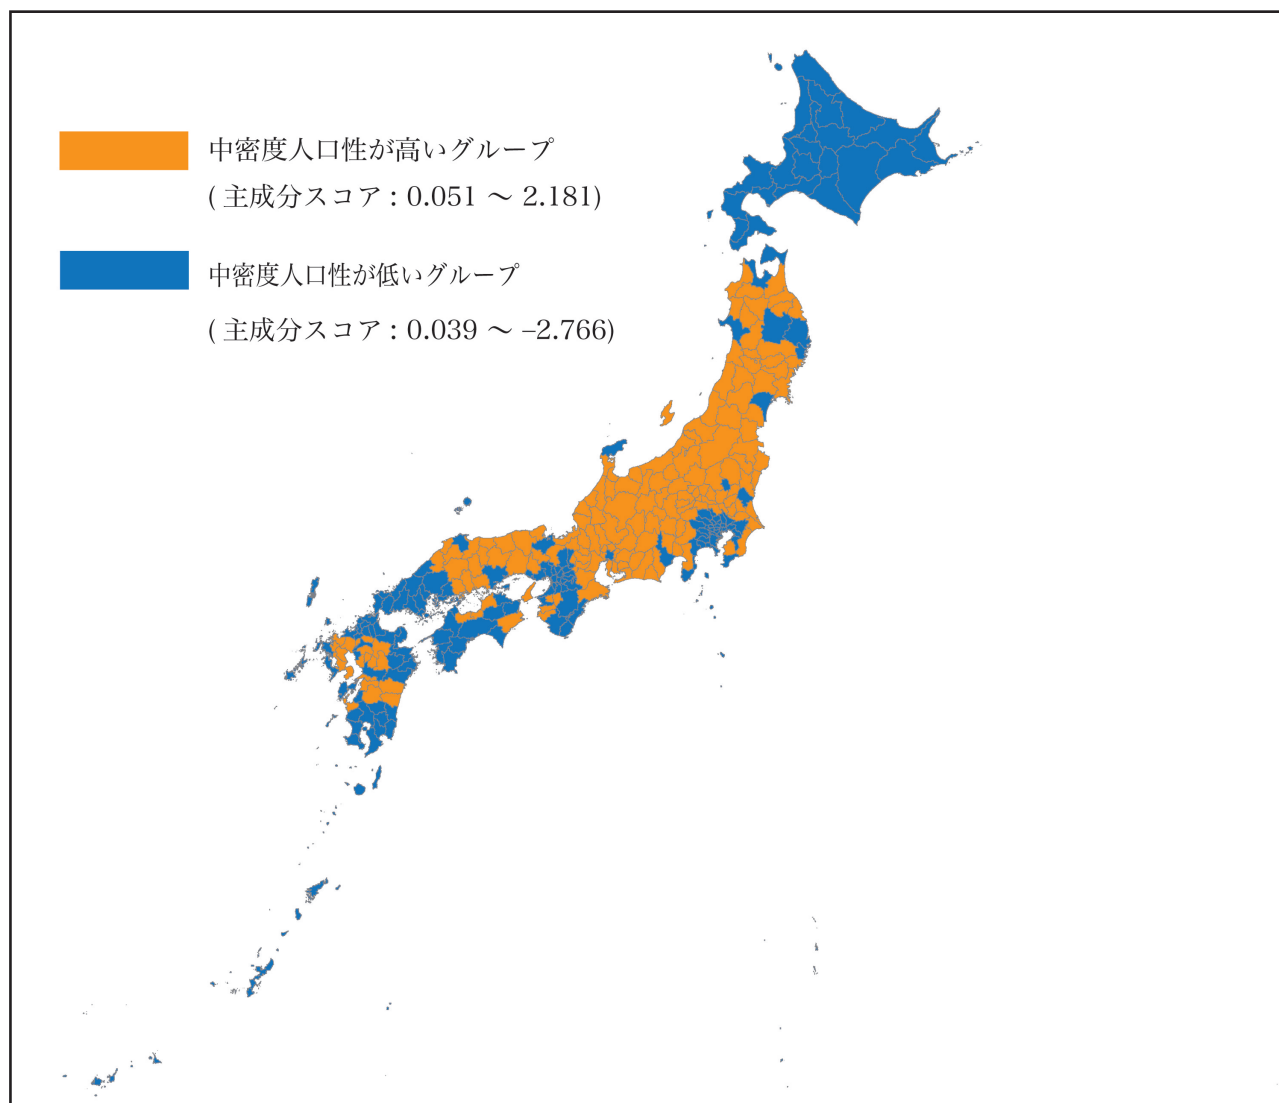 中密度人口性が高いグループ
( 主成分スコア : 0.051 ～ 2.181)
中密度人口性が低いグループ
( 主成分スコア : 0.039 ～ –2.766)